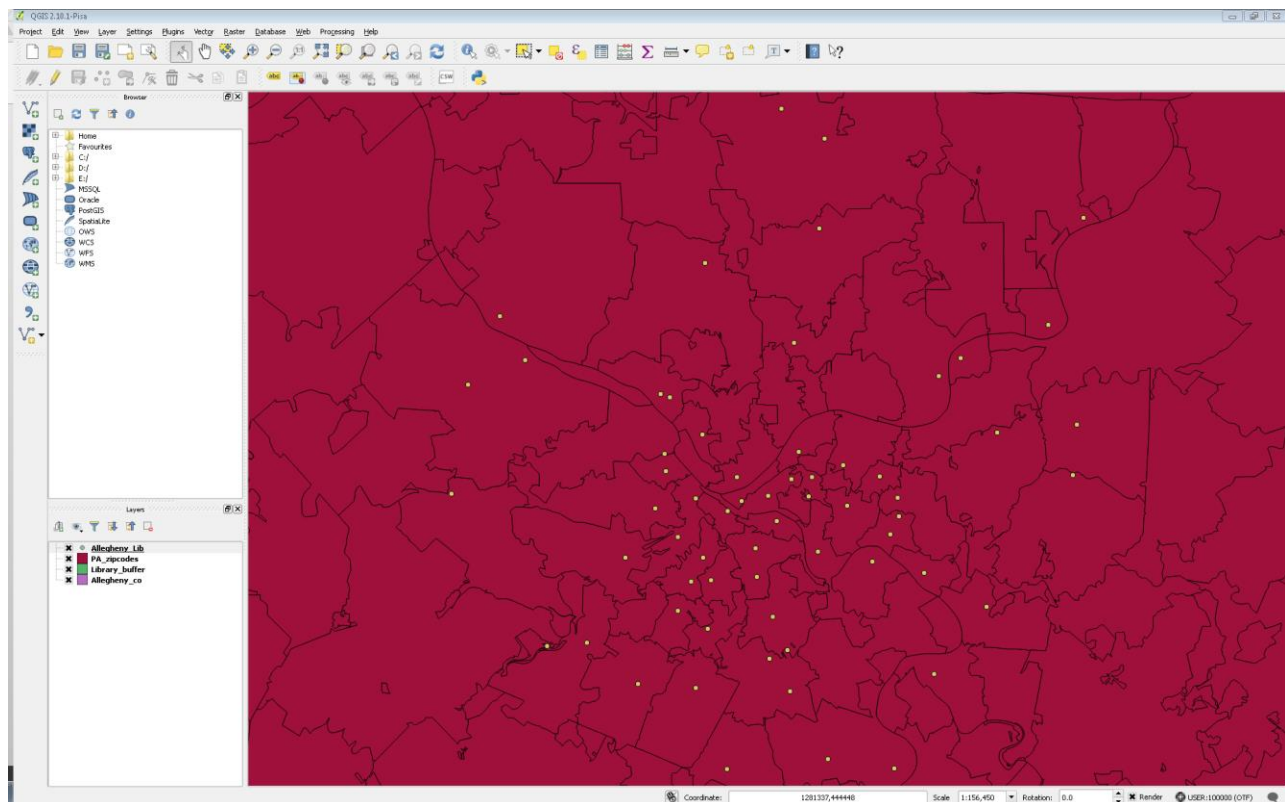 QGIS 2.10.1-Pisa
Project Edit View Layer Settings Plugins Vector Raster Database Web Processing Help
CSW
Browser
Home
Favourites
C:/
D:/
E:/
MSSQL
Oracle
PostGIS
SpatiaLite
OWS
WCS
WFS
WMS
Layers
Allegheny_Lib
PA_zipcodes
Library_buffer
Allegheny_co
Coordinate: 1281337,444448 Scale 1:156,450 Rotation: 0.0 Render USER:100000 (OTF)